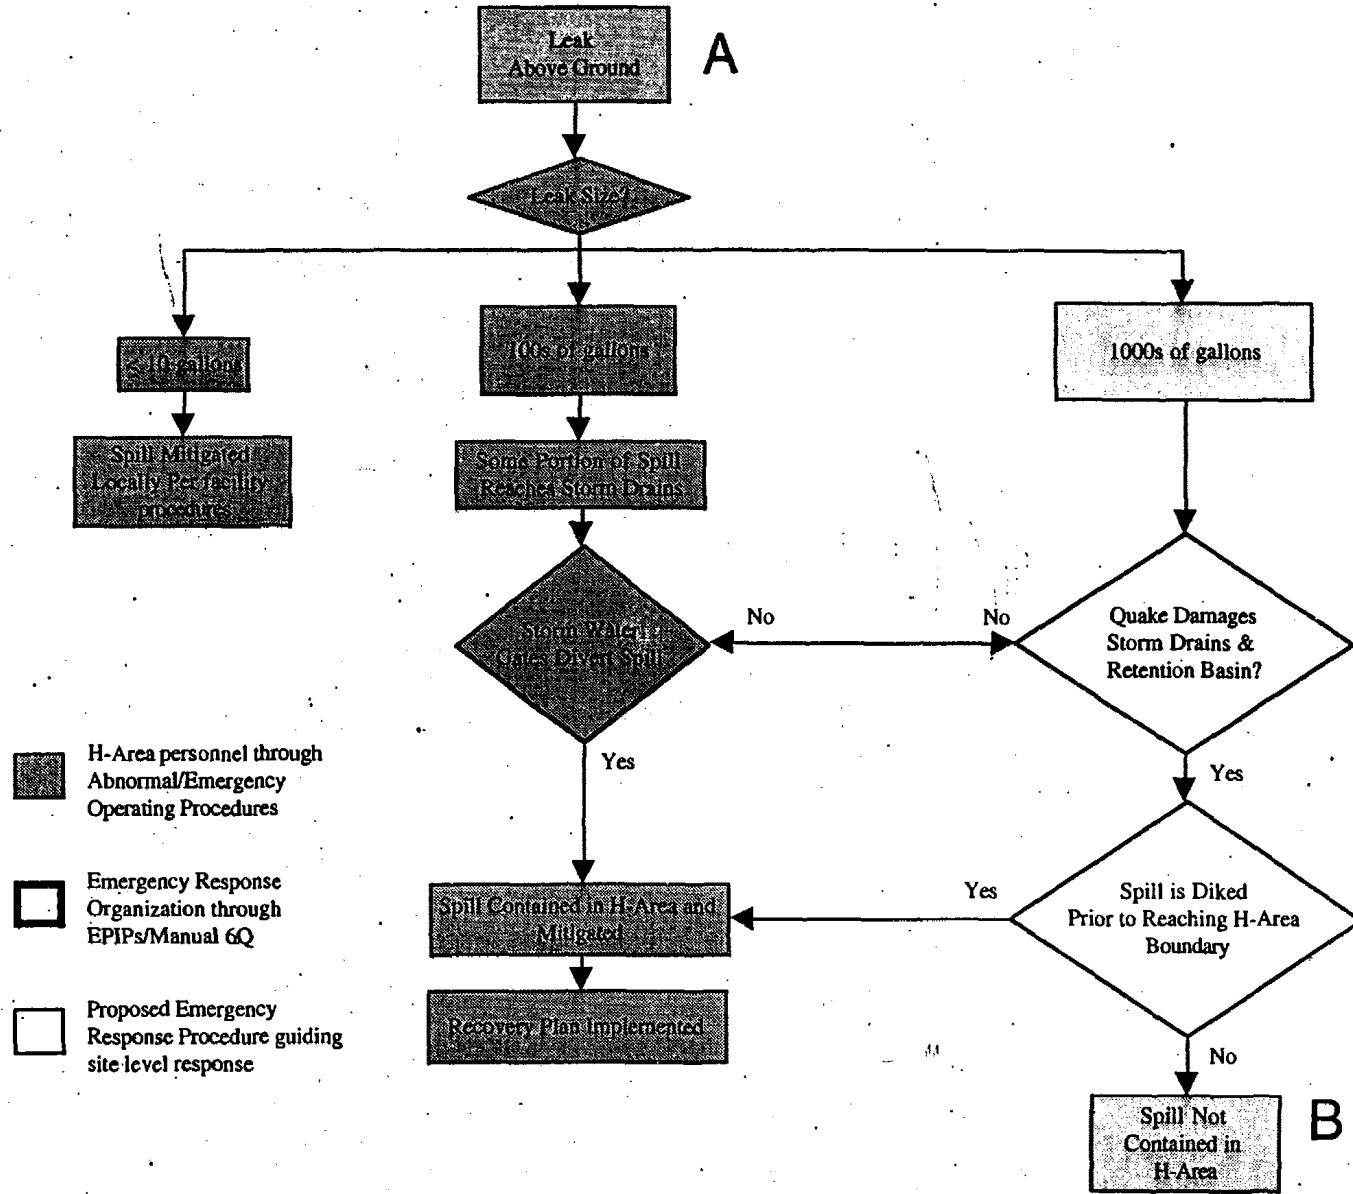 Leak
Above Ground
A
Leak Size?
< 10 gallons
100s of gallons
1000s of gallons
Spill Mitigated
Locally Per facility
procedures
Some Portion of Spill
Reaches Storm Drains
Storm Water
Gates Divert Spill
No
No
Quake Damages
Storm Drains &
Retention Basin?
Yes
Yes
H-Area personnel through
Abnormal/Emergency
Operating Procedures
Emergency Response
Organization through
EPIPs/Manual 6Q
Proposed Emergency
Response Procedure guiding
site level response
Spill Contained in H-Area and
Mitigated
Yes
Spill is Diked
Prior to Reaching H-Area
Boundary
Recovery Plan Implemented
No
Spill Not
Contained in
H-Area
B